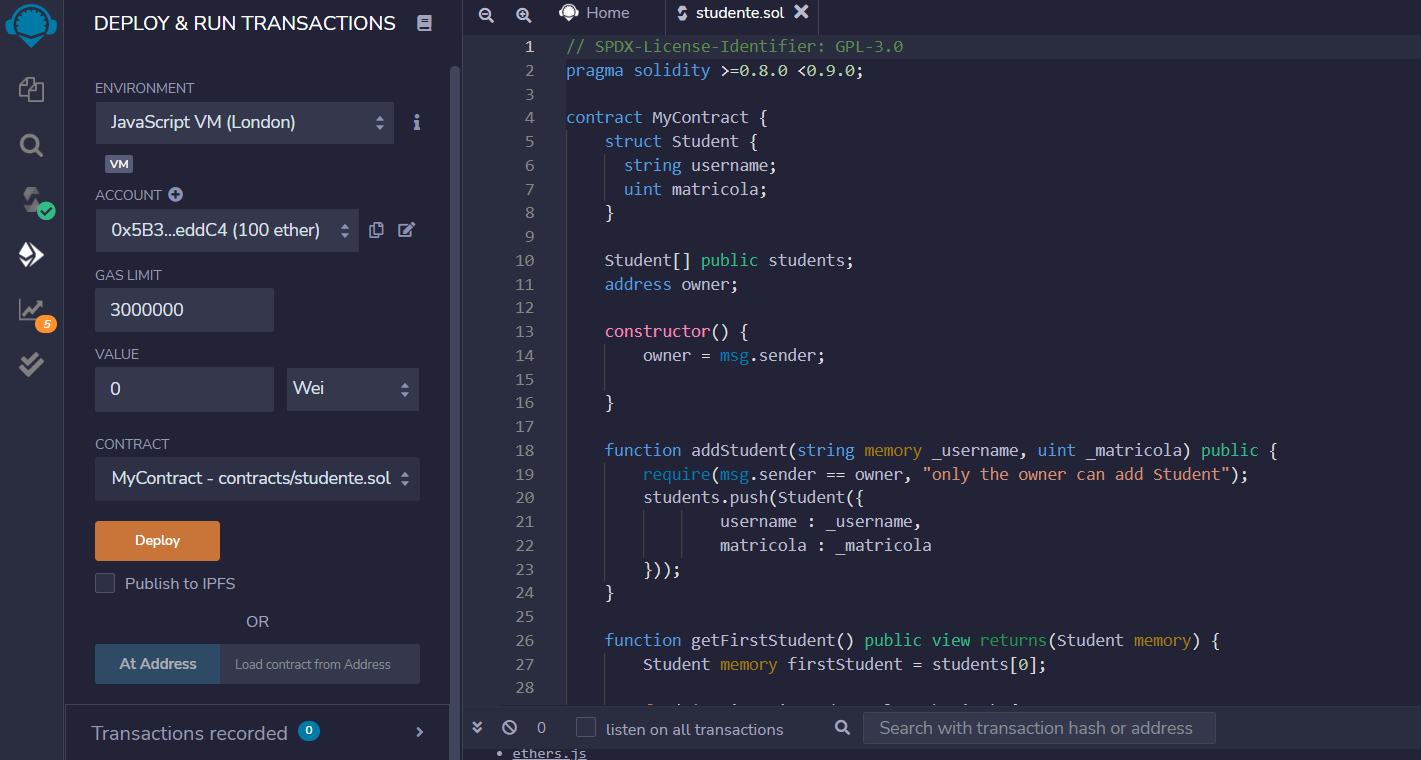 DEPLOY & RUN TRANSACTIONS
ENVIRONMENT
JavaScript VM (London)
VM
ACCOUNT
0x5B3...eddC4 (100 ether)
GAS LIMIT
3000000
VALUE
0
Wei
CONTRACT
MyContract - contracts/studente.sol
Deploy
Publish to IPFS
OR
At Address
Load contract from Address
Transactions recorded 0
5
Home
studente.sol
1 // SPDX-License-Identifier: GPL-3.0
2 pragma solidity >=0.8.0 <0.9.0;
3
4 contract MyContract {
5 struct Student {
6 string username;
7 uint matricola;
8 }
9
10 Student[] public students;
11 address owner;
12
13 constructor() {
14 owner = msg.sender;
15
16 }
17
18 function addStudent(string memory _username, uint _matricola) public {
19 require(msg.sender == owner, "only the owner can add Student");
20 students.push(Student({
21 username : _username,
22 matricola : _matricola
23 }));
24 }
25
26 function getFirstStudent() public view returns(Student memory) {
27 Student memory firstStudent = students[0];
28
0
listen on all transactions
Search with transaction hash or address
ethers.js